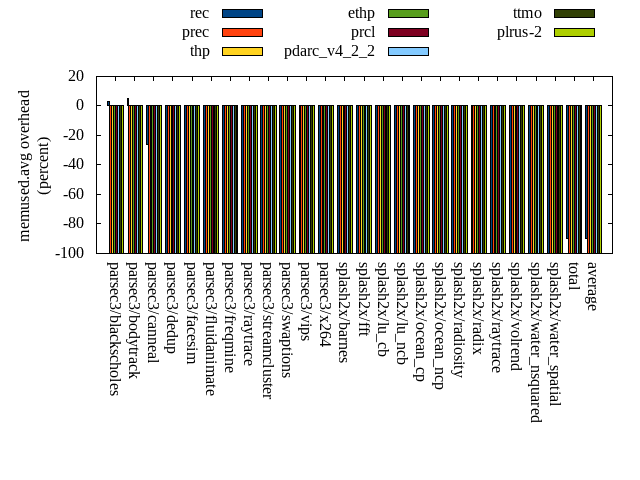 rec ethp ttmo
prec prcl plrus-2
thp pdarc_v4_2_2
20
0
-20
-40
-60
-80
-100
memused.avg overhead
(percent)
parsec3/blackscholes
parsec3/bodytrack
parsec3/canneal
parsec3/dedup
parsec3/facesim
parsec3/fluidanimate
parsec3/freqmine
parsec3/raytrace
parsec3/streamcluster
parsec3/swaptions
parsec3/vips
parsec3/x264
splash2x/barnes
splash2x/fft
splash2x/lu_cb
splash2x/lu_ncb
splash2x/ocean_cp
splash2x/ocean_ncp
splash2x/radiosity
splash2x/radix
splash2x/raytrace
splash2x/volrend
splash2x/water_nsquared
splash2x/water_spatial
total
average